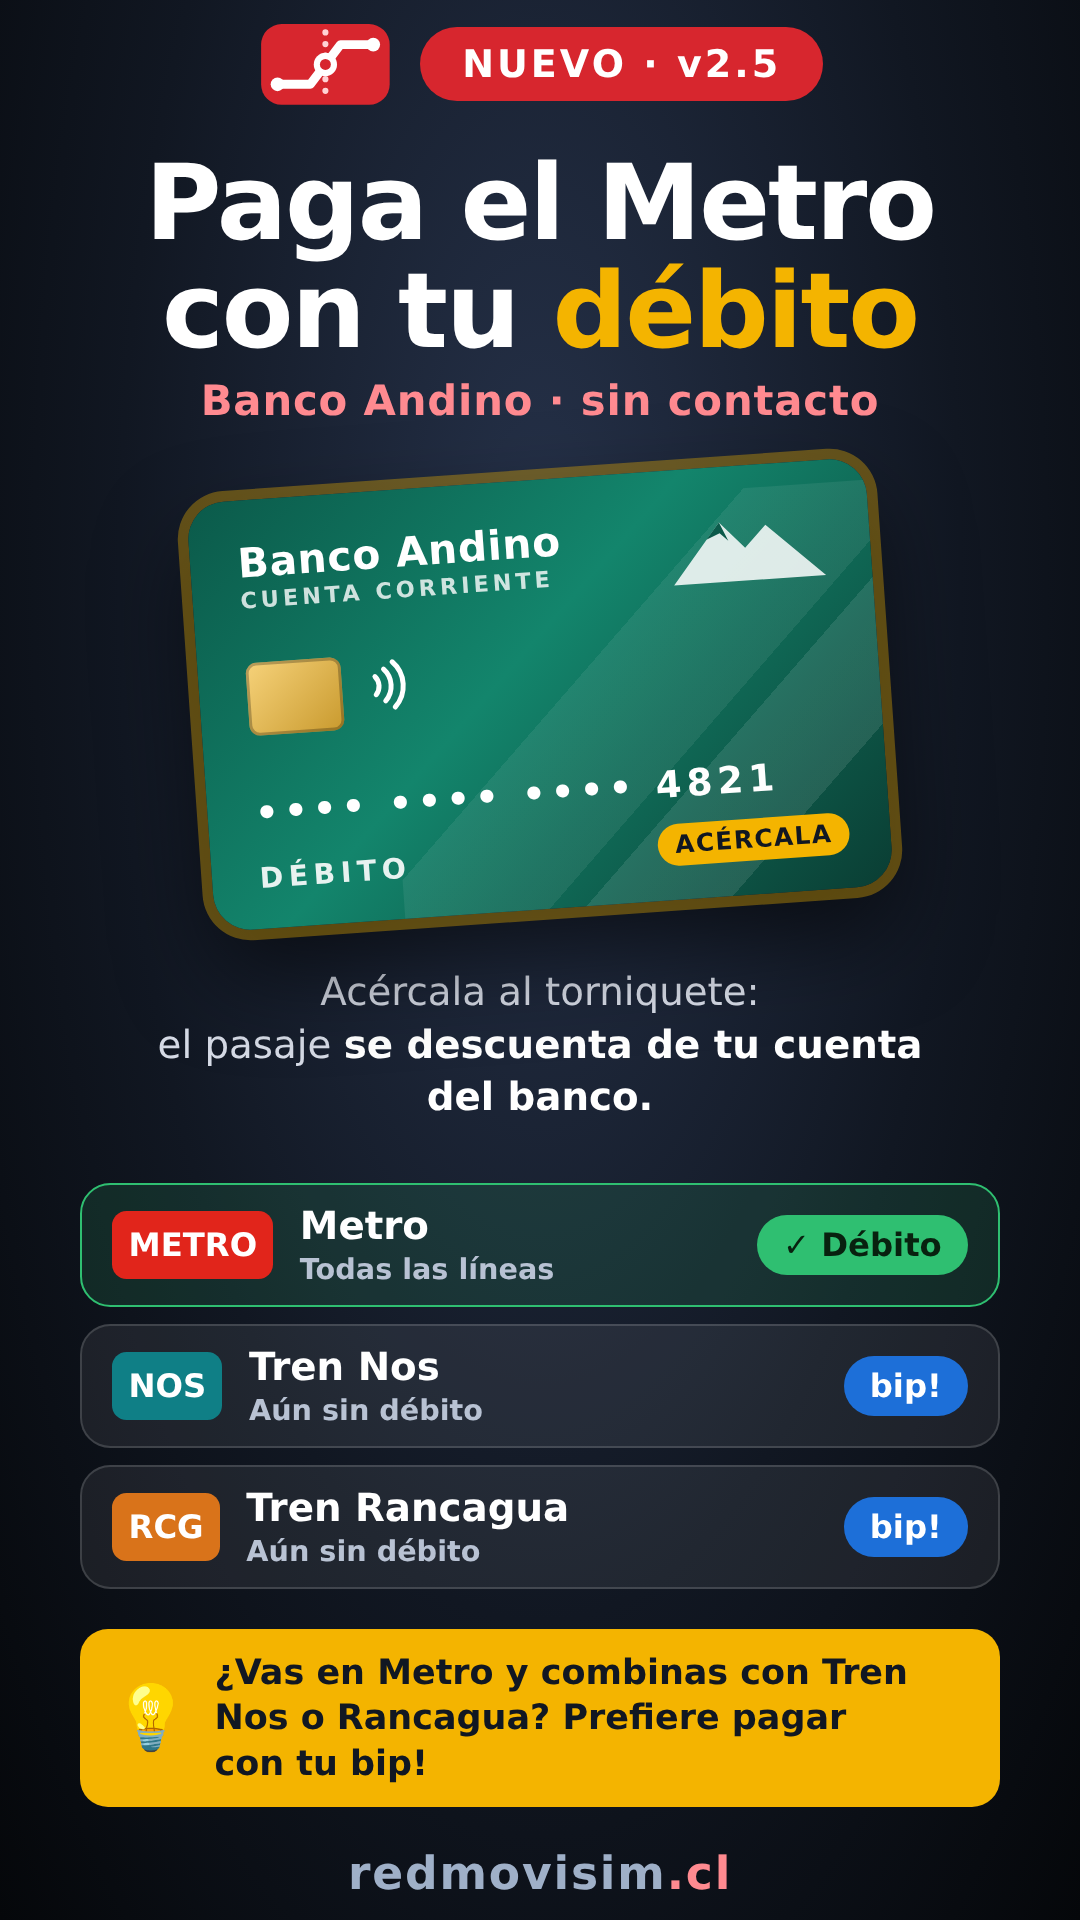 NUEVO · v2.5
Paga el Metro
con tu débito
Banco Andino · sin contacto
Banco Andino
CUENTA CORRIENTE
•••• •••• •••• 4821
ACÉRCALA
DÉBITO
Acércala al torniquete:
el pasaje se descuenta de tu cuenta
del banco.
METRO
Metro
Todas las líneas
✓ Débito
NOS
Tren Nos
Aún sin débito
bip!
RCG
Tren Rancagua
Aún sin débito
bip!
¿Vas en Metro y combinas con Tren
Nos o Rancagua? Prefiere pagar
con tu bip!
redmovisim.cl